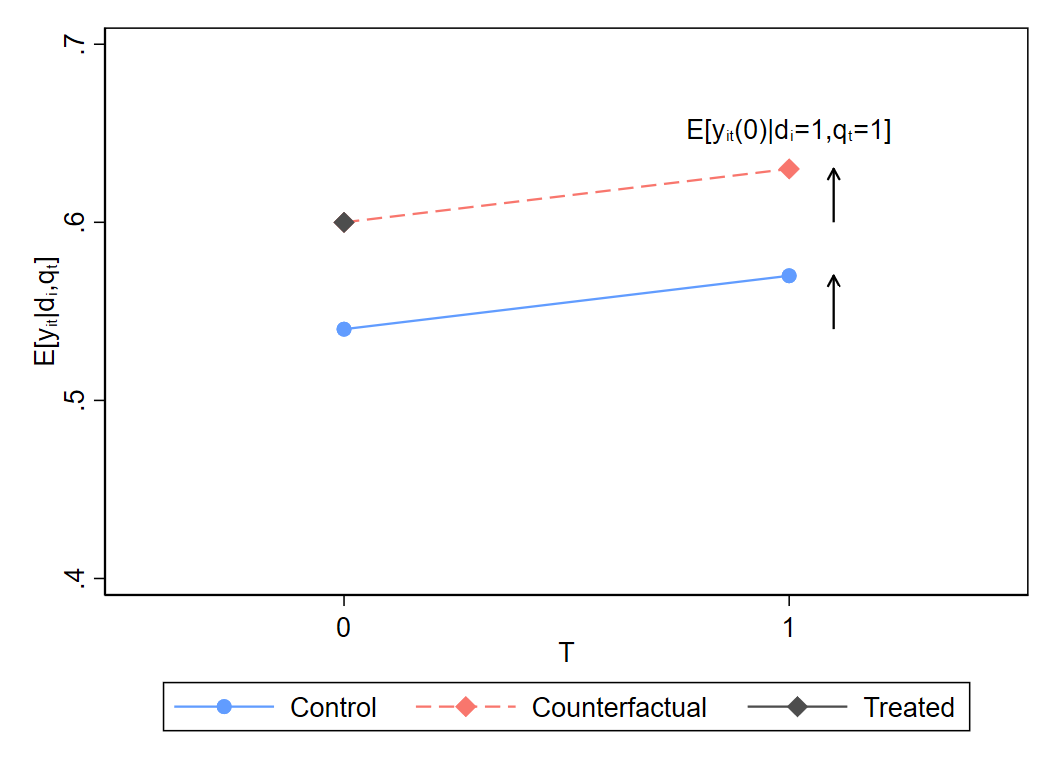 .7
E[yᵢₜ(0)|dᵢ=1,qₜ=1]
.6
E[yᵢₜ|dᵢ,qₜ]
.5
.4
0 1
T
Control Counterfactual Treated